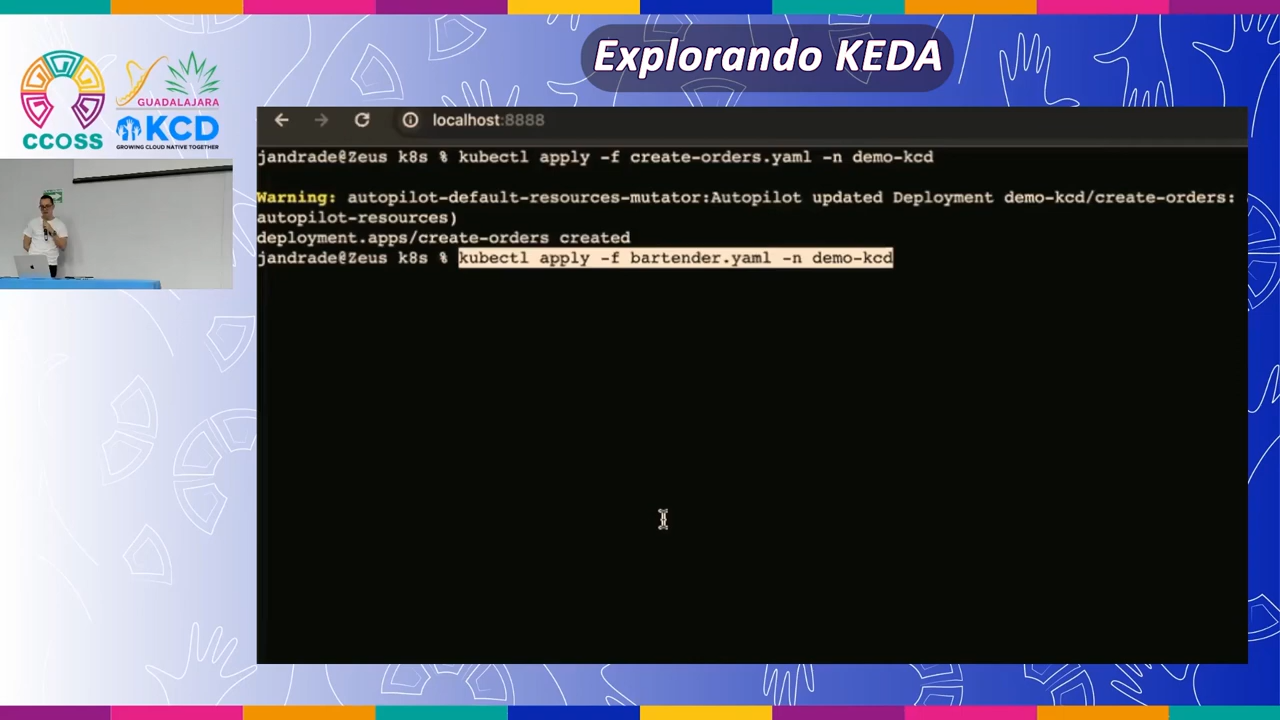 Explorando KEDA
CCOSS
GUADALAJARA
KCD
GROWING CLOUD NATIVE TOGETHER
localhost:8888
jandrade@Zeus k8s % kubectl apply -f create-orders.yaml -n demo-kcd
Warning: autopilot-default-resources-mutator:Autopilot updated Deployment demo-kcd/create-orders:
autopilot-resources)
deployment.apps/create-orders created
jandrade@Zeus k8s % kubectl apply -f bartender.yaml -n demo-kcd